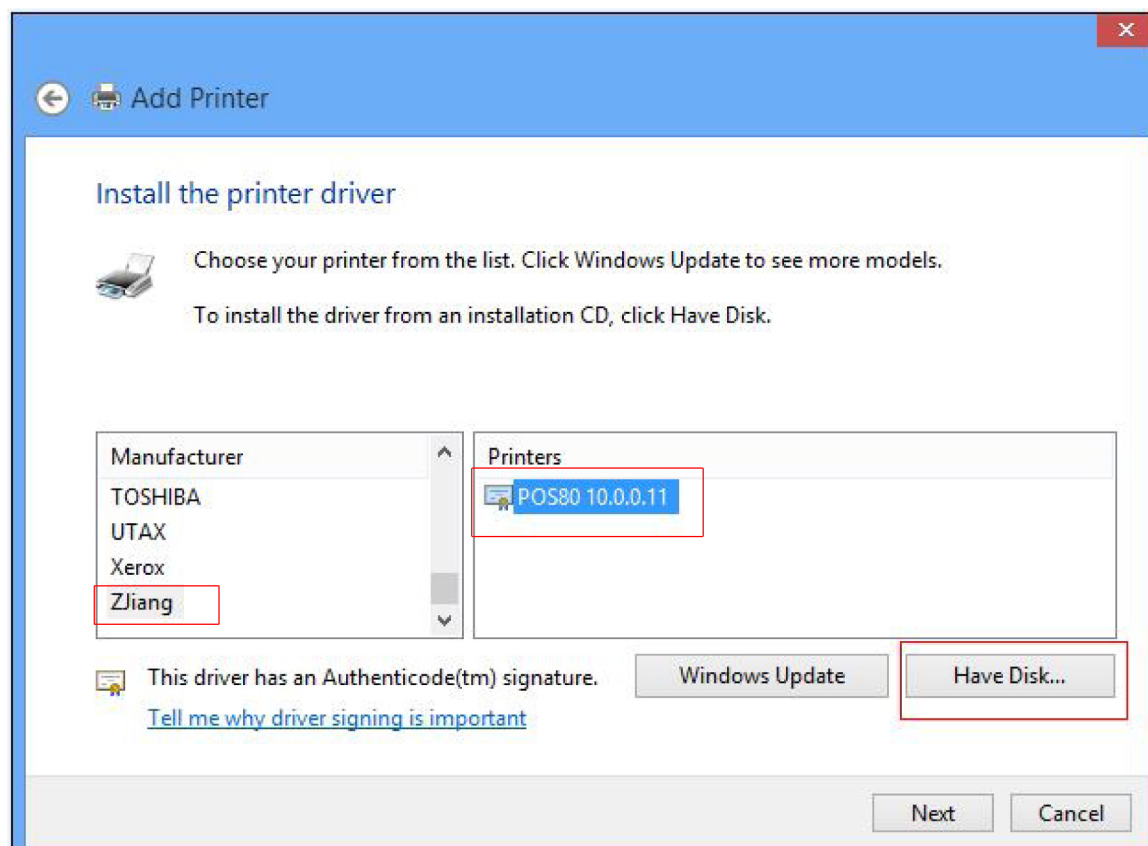 Add Printer
Install the printer driver
Choose your printer from the list. Click Windows Update to see more models.
To install the driver from an installation CD, click Have Disk.
Manufacturer
TOSHIBA
UTAX
Xerox
ZJiang
Printers
POS80 10.0.0.11
This driver has an Authenticode(tm) signature.
Tell me why driver signing is important
Windows Update
Have Disk...
Next
Cancel